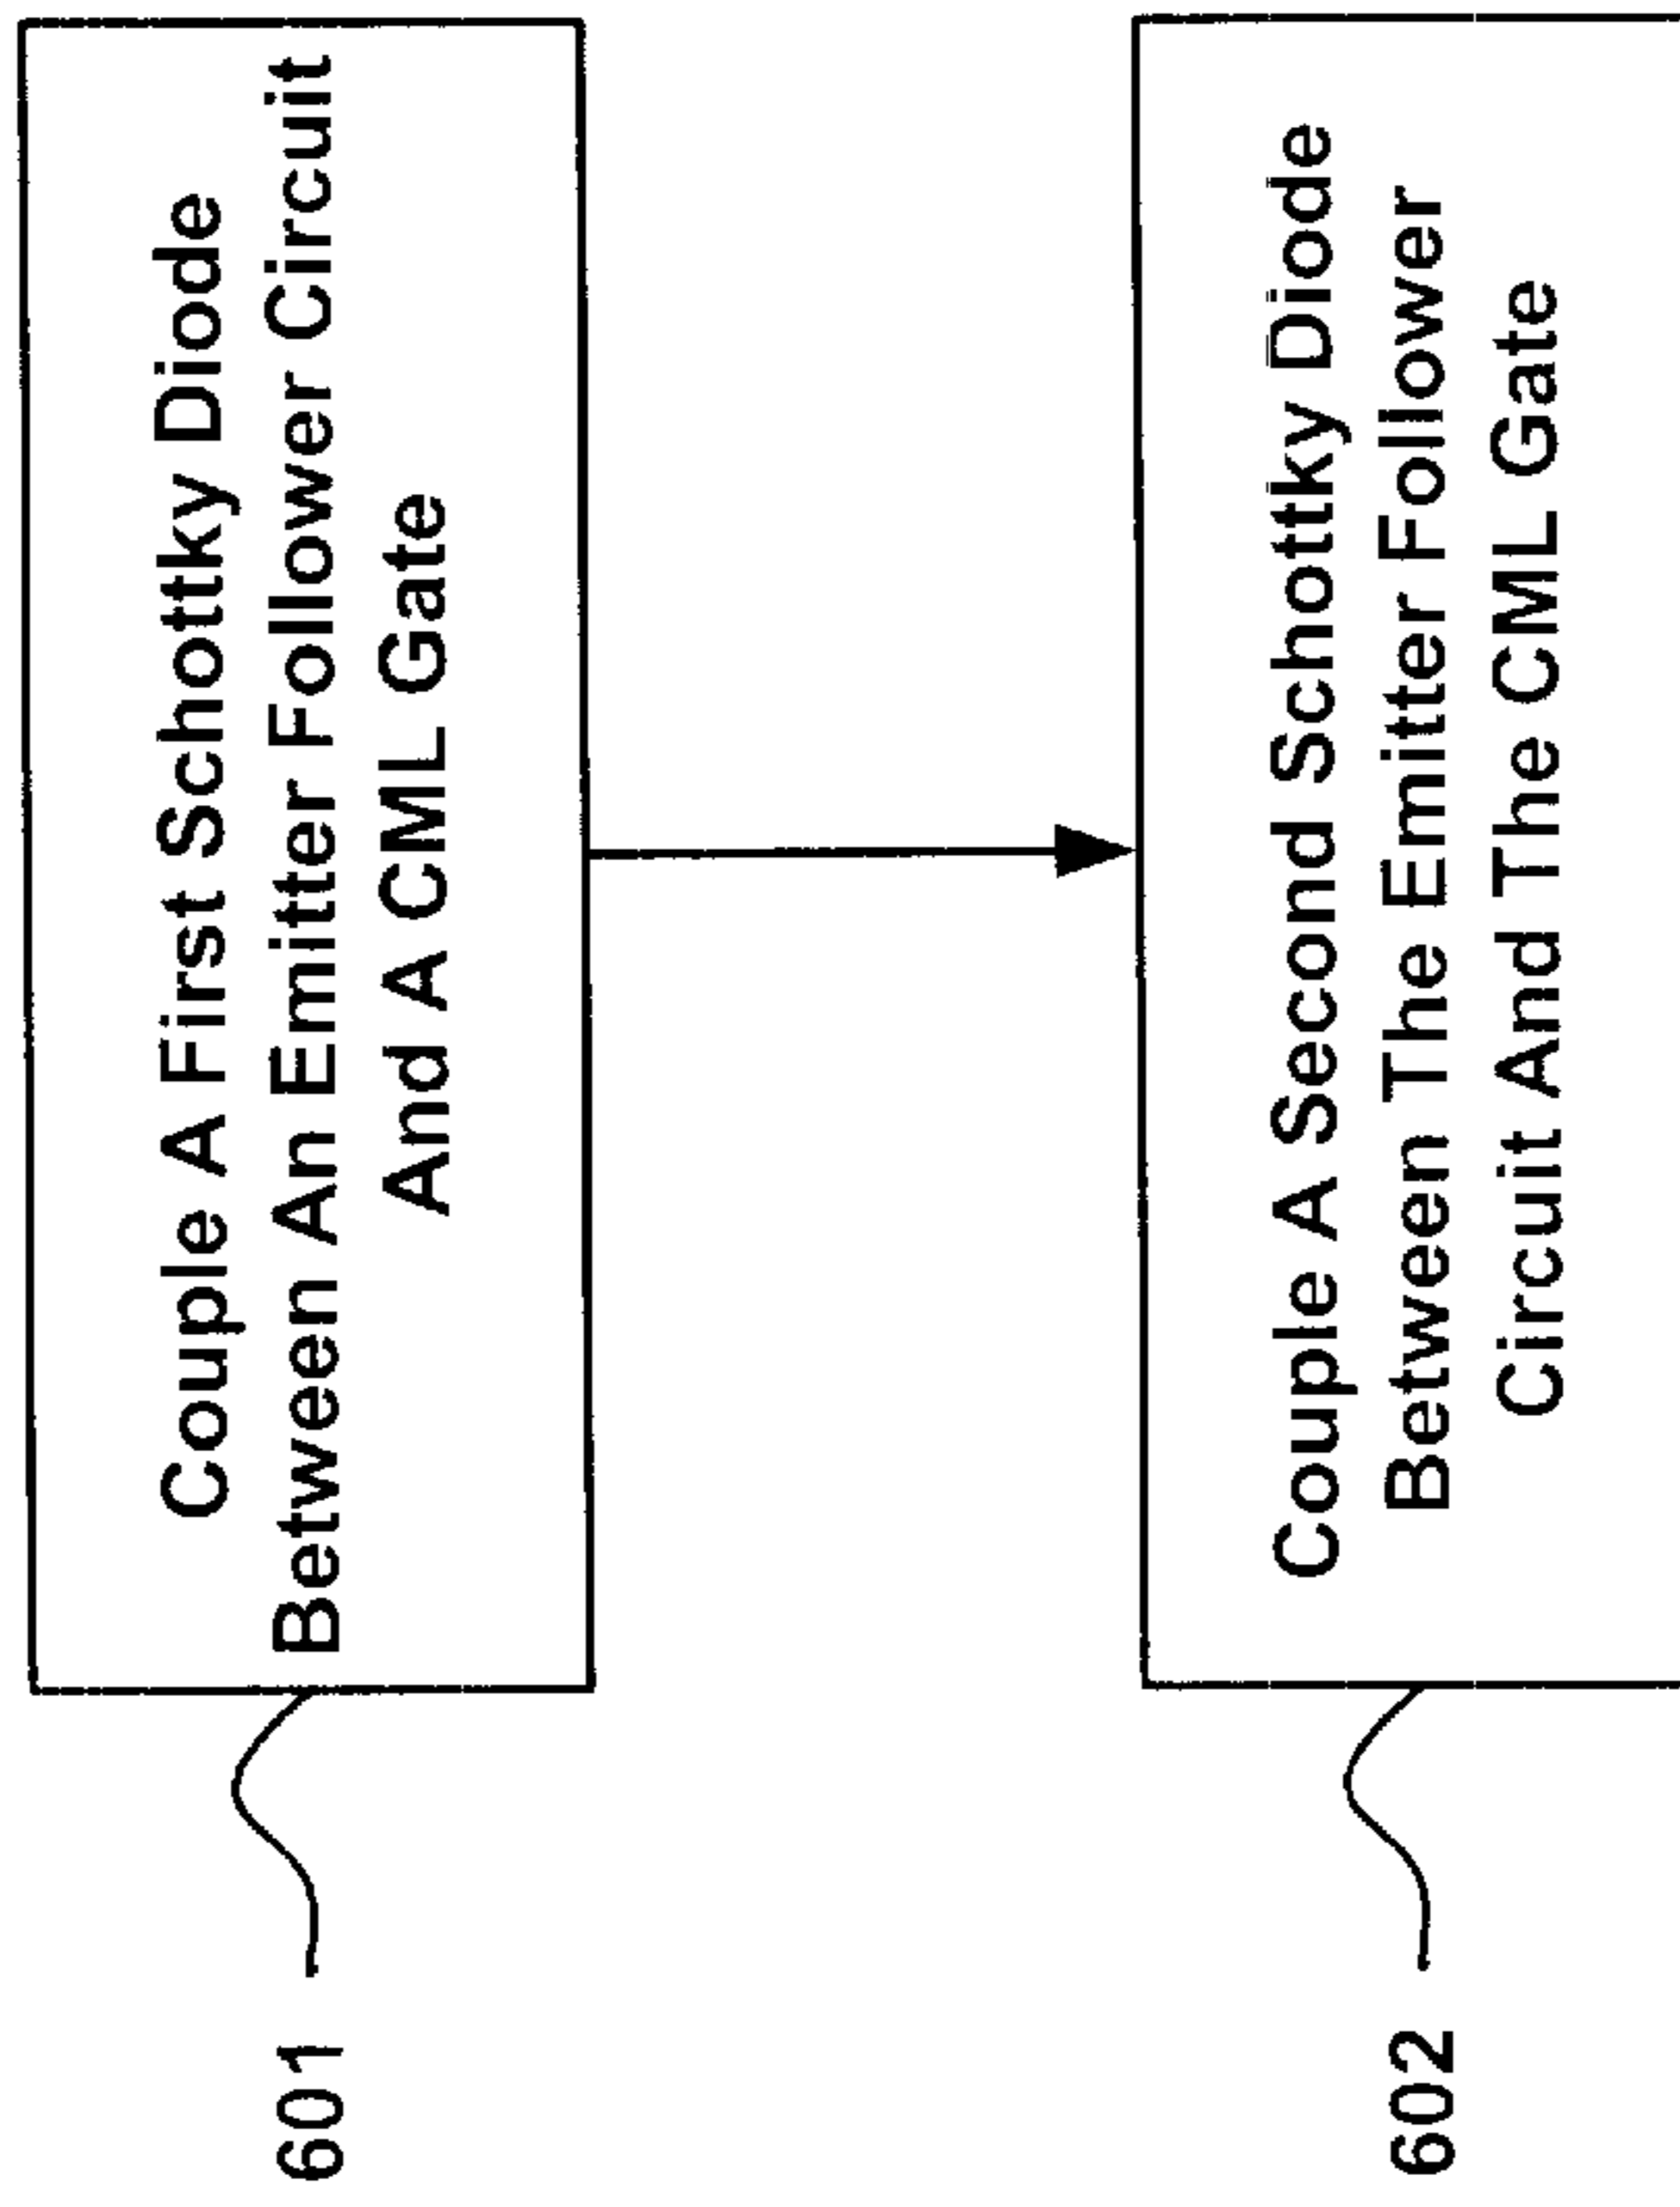 601
Couple A First Schottky Diode
Between An Emitter Follower Circuit
And A CML Gate
602
Couple A Second Schottky Diode
Between The Emitter Follower
Circuit And The CML Gate